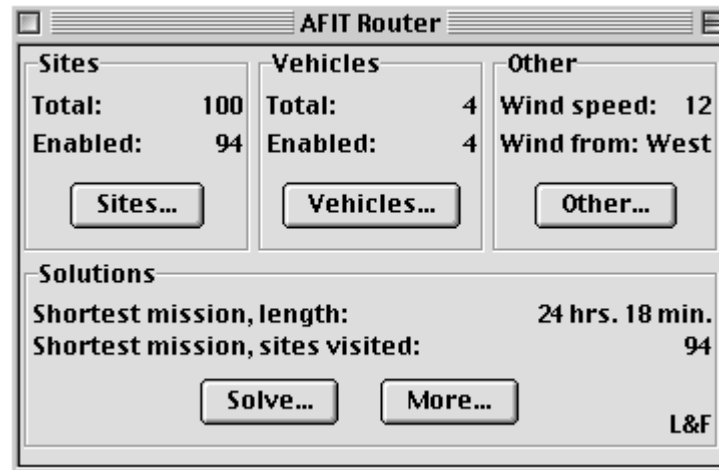 AFIT Router
Sites
Total: 100
Enabled: 94
Sites...
Vehicles
Total: 4
Enabled: 4
Vehicles...
Other
Wind speed: 12
Wind from: West
Other...
Solutions
Shortest mission, length: 24 hrs. 18 min.
Shortest mission, sites visited: 94
Solve... More...
L&F